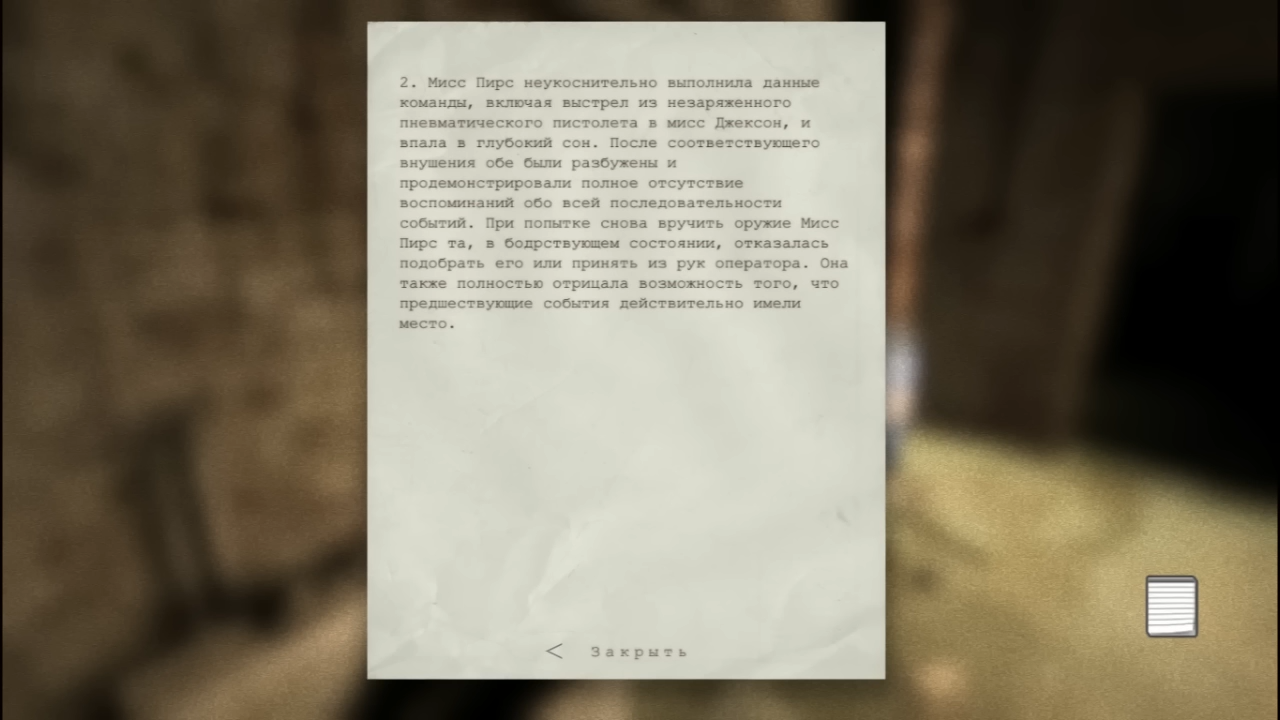 2. Мисс Пирс неукоснительно выполнила данные
команды, включая выстрел из незаряженного
пневматического пистолета в мисс Джексон, и
впала в глубокий сон. После соответствующего
внушения обе были разбужены и
продемонстрировали полное отсутствие
воспоминаний обо всей последовательности
событий. При попытке снова вручить оружие Мисс
Пирс та, в бодрствующем состоянии, отказалась
подобрать его или принять из рук оператора. Она
также полностью отрицала возможность того, что
предшествующие события действительно имели
место.
< Закрыть